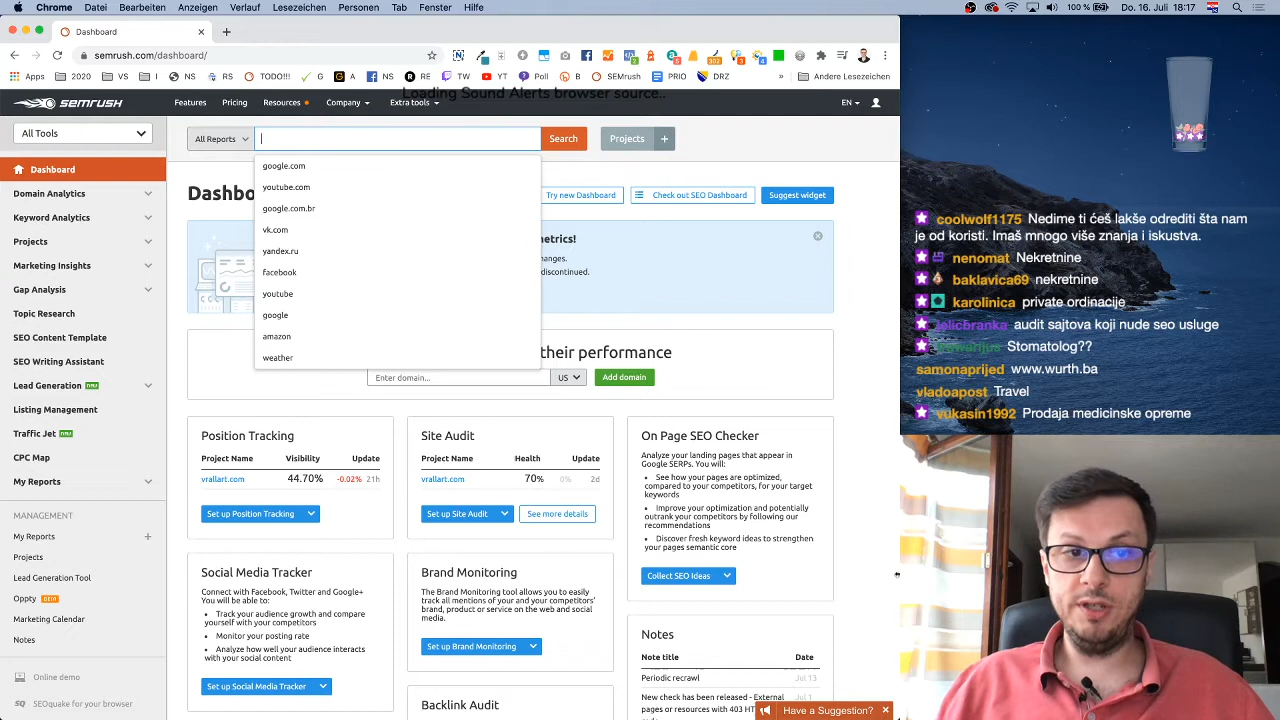 Chrome Datei Bearbeiten Anzeigen Verlauf Lesezeichen Personen Tab Fenster Hilfe
100 % Do. 16. Juli 18:17
Dashboard
semrush.com/dashboard/
Apps 2020 VS I NS RS TODO!!! G A NS RE TW YT Poll B SEMrush PRIO DRZ » Andere Lesezeichen
Loading Sound Alerts browser source..
SEMRUSH Features Pricing Resources Company Extra tools EN
All Tools
All Reports Search Projects +
Dashboard
Domain Analytics
Keyword Analytics
Projects
Marketing Insights
Gap Analysis
Topic Research
SEO Content Template
SEO Writing Assistant
Lead Generation
Listing Management
Traffic Jet
CPC Map
My Reports
MANAGEMENT
My Reports +
Projects
Lead Generation Tool
Oppty BETA
Marketing Calendar
Notes
Online demo
SEOquake for your browser
google.com
youtube.com
google.com.br
vk.com
yandex.ru
facebook
youtube
google
amazon
weather
Dashbo
Try new Dashboard Check out SEO Dashboard Suggest widget
etrics!
anges.
discontinued.
their performance
Enter domain... US Add domain
Position Tracking
Project Name Visibility Update
vrallart.com 44.70% -0.02% 21h
Set up Position Tracking
Site Audit
Project Name Health Update
vrallart.com 70% 0% 2d
Set up Site Audit See more details
On Page SEO Checker
Analyze your landing pages that appear in
Google SERPs. You will:
• See how your pages are optimized,
compared to your competitors, for your target
keywords
• Improve your optimization and potentially
outrank your competitors by following our
recommendations
• Discover fresh keyword ideas to strengthen
your pages semantic core
Collect SEO Ideas
Social Media Tracker
Connect with Facebook, Twitter and Google+
You will be able to:
• Track your audience growth and compare
yourself with your competitors
• Monitor your posting rate
• Analyze how well your audience interacts
with your social content
Set up Social Media Tracker
Brand Monitoring
The Brand Monitoring tool allows you to easily
track all mentions of your and your competitors'
brand, product or service on the web and social
media.
Set up Brand Monitoring
Backlink Audit
Notes
Note title Date
Periodic recrawl Jul 13
New check has been released - External Jul 1
pages or resources with 403 HT
Have a Suggestion?
coolwolf1175 Nedime ti ćeš lakše odrediti šta nam
je od koristi. Imaš mnogo više znanja i iskustva.
nenomat Nekretnine
baklavica69 nekretnine
karolinica private ordinacije
jelicbranka audit sajtova koji nude seo usluge
Stomatolog??
samonaprijed www.wurth.ba
vladoapost Travel
vukasin1992 Prodaja medicinske opreme